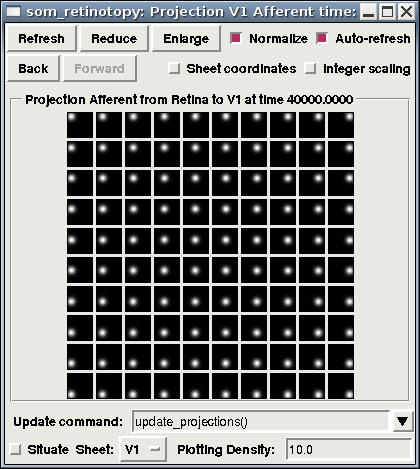 som_retinotopy: Projection V1 Afferent time:
Refresh Reduce Enlarge Normalize Auto-refresh
Back Forward Sheet coordinates Integer scaling
Projection Afferent from Retina to V1 at time 40000.0000
Update command: update_projections()
Situate Sheet: V1 Plotting Density: 10.0